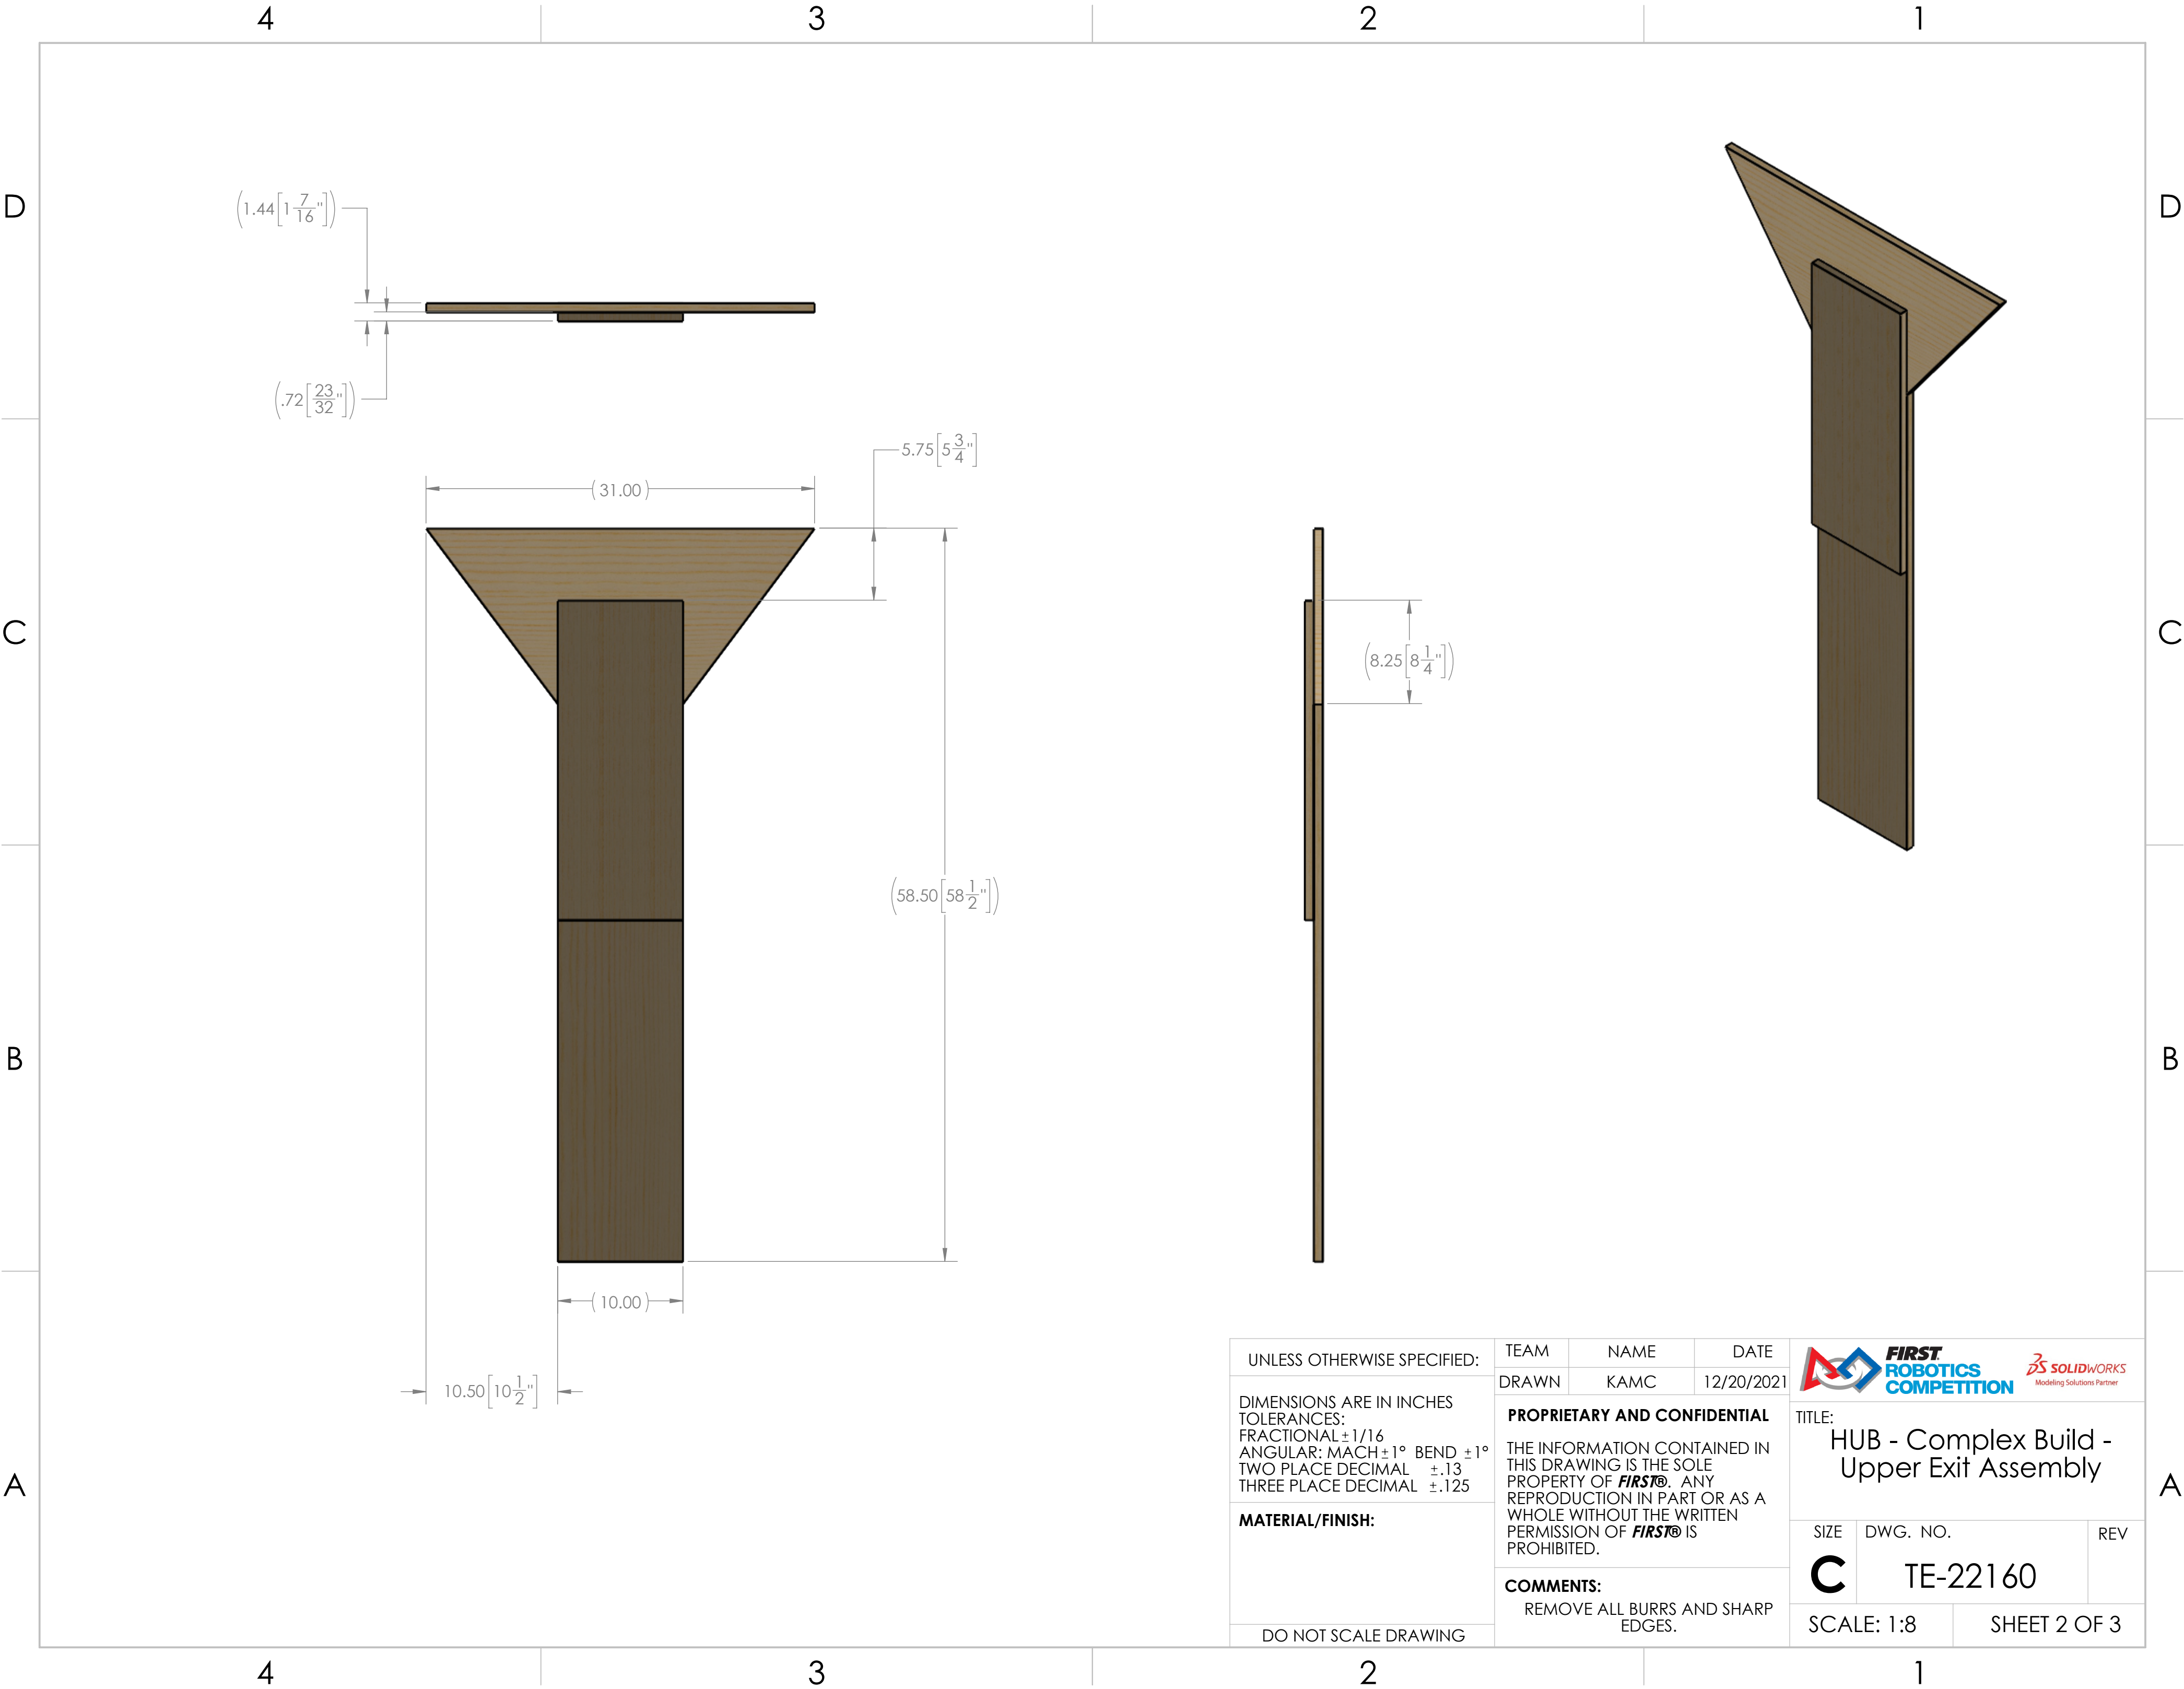 4 3 2 1
D D
(1.44[1 7/16"])
(.72[23/32"])
5.75[5 3/4"]
(31.00)
C C
(8.25[8 1/4"])
(58.50[58 1/2"])
B B
(10.00)
10.50[10 1/2"]
A A
UNLESS OTHERWISE SPECIFIED:
DIMENSIONS ARE IN INCHES
TOLERANCES:
FRACTIONAL±1/16
ANGULAR: MACH±1° BEND ±1°
TWO PLACE DECIMAL ±.13
THREE PLACE DECIMAL ±.125
MATERIAL/FINISH:
DO NOT SCALE DRAWING
TEAM NAME DATE
DRAWN KAMC 12/20/2021
PROPRIETARY AND CONFIDENTIAL
THE INFORMATION CONTAINED IN
THIS DRAWING IS THE SOLE
PROPERTY OF FIRST®. ANY
REPRODUCTION IN PART OR AS A
WHOLE WITHOUT THE WRITTEN
PERMISSION OF FIRST® IS
PROHIBITED.
COMMENTS:
REMOVE ALL BURRS AND SHARP
EDGES.
FIRST
ROBOTICS
COMPETITION
SOLIDWORKS
Modeling Solutions Partner
TITLE:
HUB - Complex Build -
Upper Exit Assembly
SIZE DWG. NO. REV
C TE-22160
SCALE: 1:8 SHEET 2 OF 3
4 3 2 1